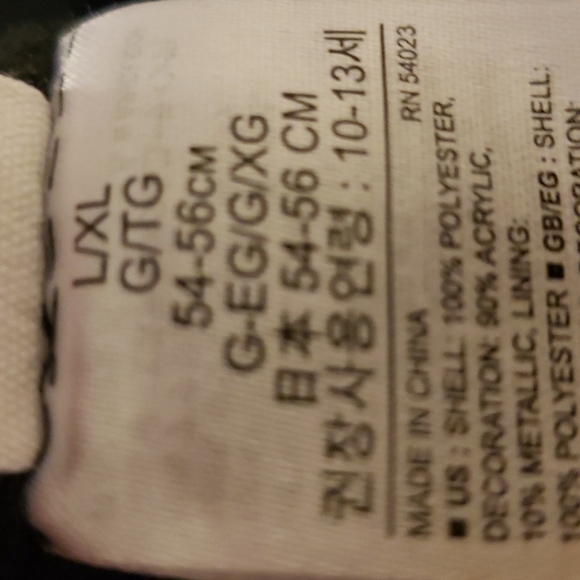 L/XL
G/TG
54-56CM
G-EG/G/XG
日本 54-56 CM
권장사용연령 : 10-13세
RN 54023
MADE IN CHINA
■ US : SHELL: 100% POLYESTER,
DECORATION: 90% ACRYLIC,
10% METALLIC, LINING:
100% POLYESTER ■ GB/EG : SHELL: